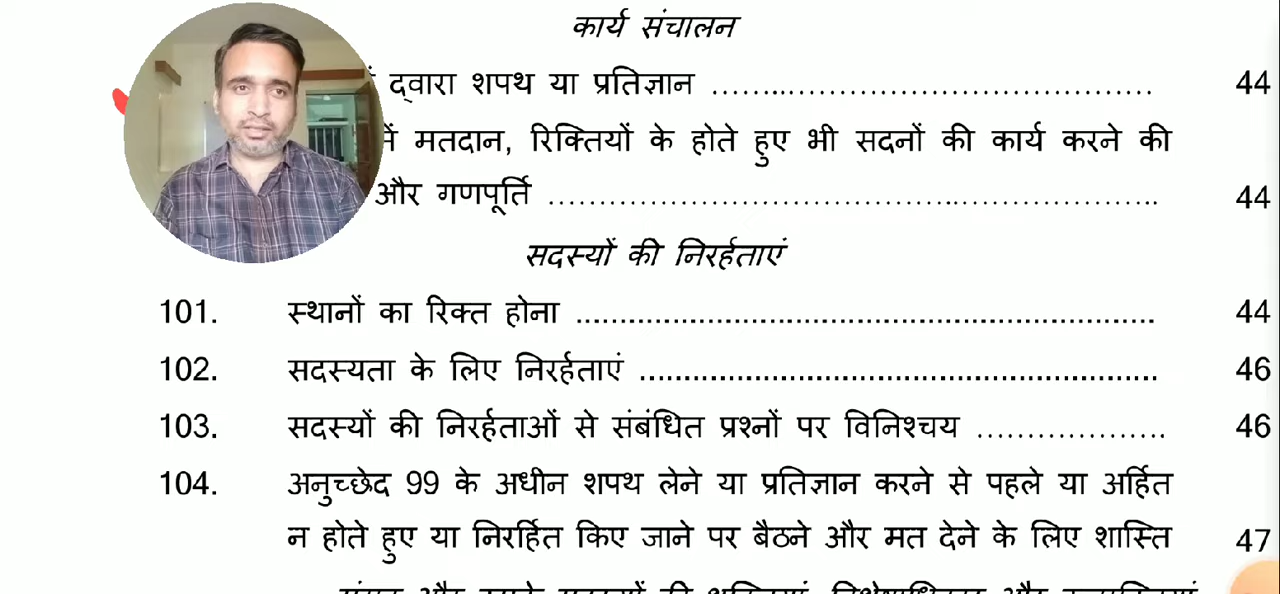 कार्य संचालन
द्वारा शपथ या प्रतिज्ञान ................................................ 44
में मतदान, रिक्तियों के होते हुए भी सदनों की कार्य करने की
और गणपूर्ति ................................................ 44
सदस्यों की निरर्हताएं
101. स्थानों का रिक्त होना ................................................ 44
102. सदस्यता के लिए निरर्हताएं ................................................ 46
103. सदस्यों की निरर्हताओं से संबंधित प्रश्नों पर विनिश्चय .................... 46
104. अनुच्छेद 99 के अधीन शपथ लेने या प्रतिज्ञान करने से पहले या अर्हित
न होते हुए या निरर्हित किए जाने पर बैठने और मत देने के लिए शास्ति 47